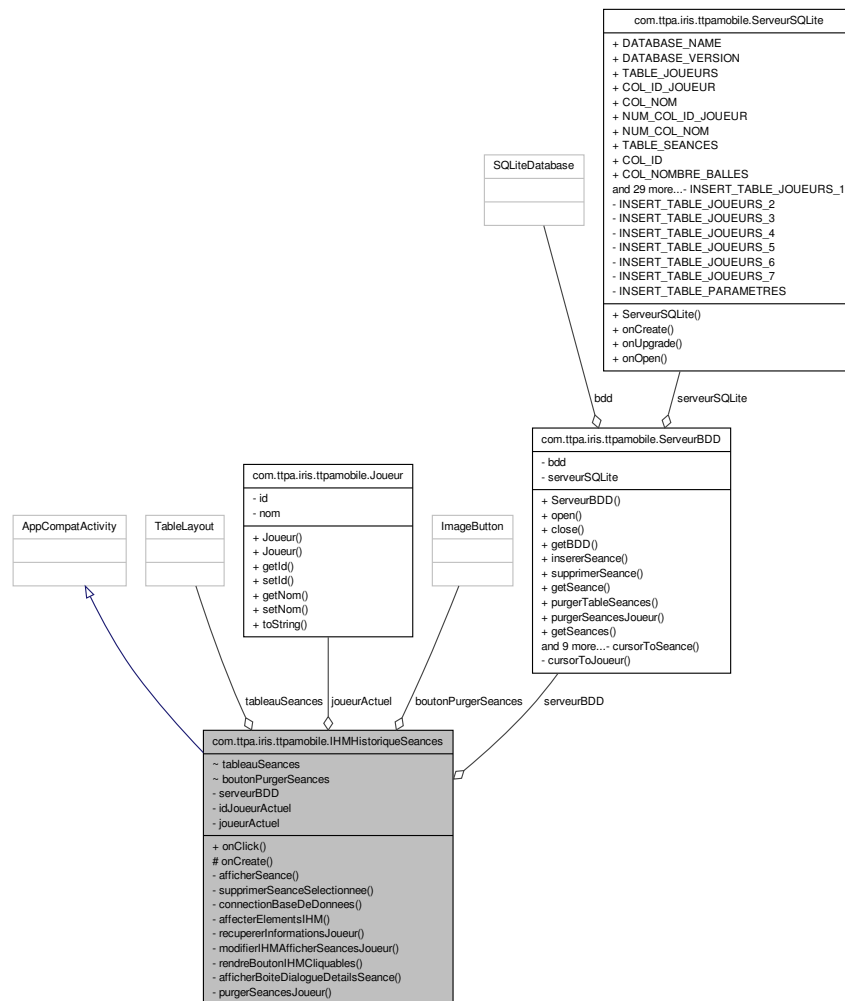 com.ttpa.iris.ttpamobile.ServeurSQLite
+ DATABASE_NAME
+ DATABASE_VERSION
+ TABLE_JOUEURS
+ COL_ID_JOUEUR
+ COL_NOM
+ NUM_COL_ID_JOUEUR
+ NUM_COL_NOM
+ TABLE_SEANCES
+ COL_ID
+ COL_NOMBRE_BALLES
and 29 more...- INSERT_TABLE_JOUEURS_1
- INSERT_TABLE_JOUEURS_2
- INSERT_TABLE_JOUEURS_3
- INSERT_TABLE_JOUEURS_4
- INSERT_TABLE_JOUEURS_5
- INSERT_TABLE_JOUEURS_6
- INSERT_TABLE_JOUEURS_7
- INSERT_TABLE_PARAMETRES
+ ServeurSQLite()
+ onCreate()
+ onUpgrade()
+ onOpen()
SQLiteDatabase
bdd
serveurSQLite
com.ttpa.iris.ttpamobile.ServeurBDD
- bdd
- serveurSQLite
+ ServeurBDD()
+ open()
+ close()
+ getBDD()
+ insererSeance()
+ supprimerSeance()
+ getSeance()
+ purgerTableSeances()
+ purgerSeancesJoueur()
+ getSeances()
and 9 more...- cursorToSeance()
- cursorToJoueur()
com.ttpa.iris.ttpamobile.Joueur
- id
- nom
+ Joueur()
+ Joueur()
+ getId()
+ setId()
+ getNom()
+ setNom()
+ toString()
AppCompatActivity
TableLayout
ImageButton
tableauSeances
joueurActuel
boutonPurgerSeances
serveurBDD
com.ttpa.iris.ttpamobile.IHMHistoriqueSeances
~ tableauSeances
~ boutonPurgerSeances
- serveurBDD
- idJoueurActuel
- joueurActuel
+ onClick()
# onCreate()
- afficherSeance()
- supprimerSeanceSelectionnee()
- connectionBaseDeDonnees()
- affecterElementsIHM()
- recupererInformationsJoueur()
- modifierIHMAfficherSeancesJoueur()
- rendreBoutonIHMCliquables()
- afficherBoiteDialogueDetailsSeance()
- purgerSeancesJoueur()